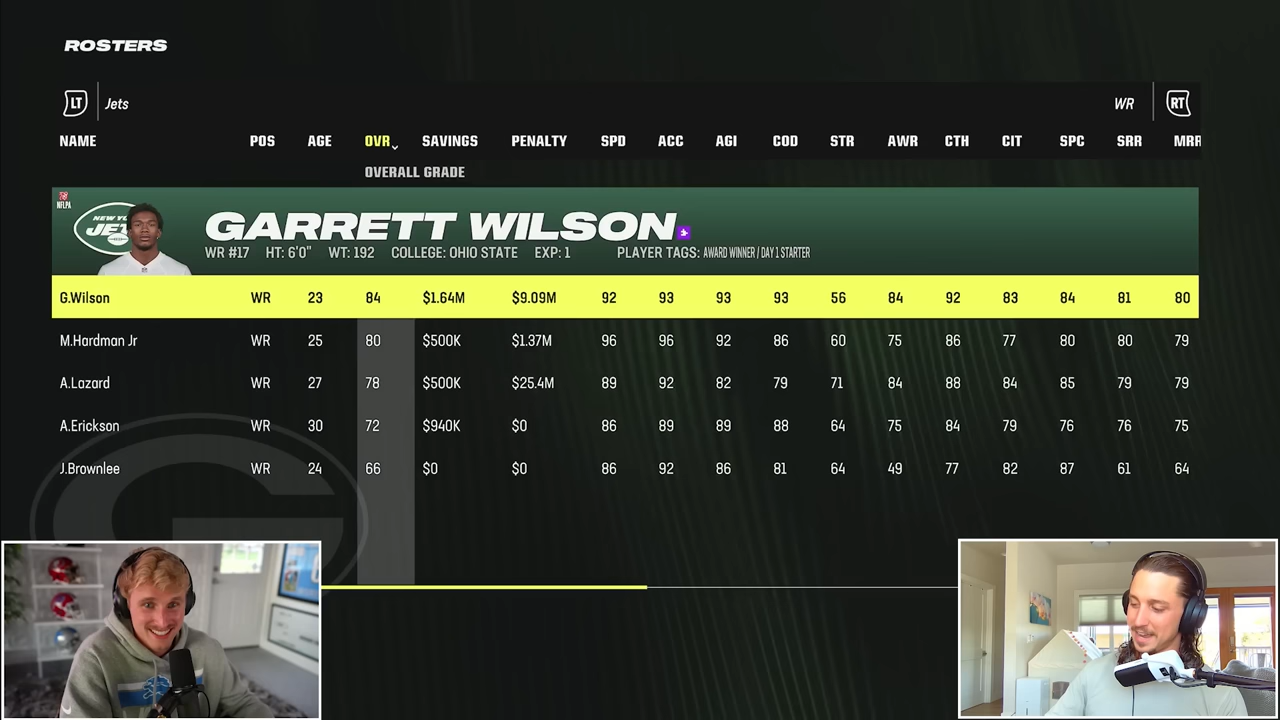 ROSTERS
LT Jets WR RT
NAME POS AGE OVR SAVINGS PENALTY SPD ACC AGI COD STR AWR CTH CIT SPC SRR MRR
OVERALL GRADE
NFLPA
NEW YO
JETS
GARRETT WILSON
WR #17 HT: 6'0" WT: 192 COLLEGE: OHIO STATE EXP: 1 PLAYER TAGS: AWARD WINNER / DAY 1 STARTER
G.Wilson WR 23 84 $1.64M $9.09M 92 93 93 93 56 84 92 83 84 81 80
M.Hardman Jr WR 25 80 $500K $1.37M 96 96 92 86 60 75 86 77 80 80 79
A.Lazard WR 27 78 $500K $25.4M 89 92 82 79 71 84 88 84 85 79 79
A.Erickson WR 30 72 $940K $0 86 89 89 88 64 75 84 79 76 76 75
J.Brownlee WR 24 66 $0 $0 86 92 86 81 64 49 77 82 87 61 64